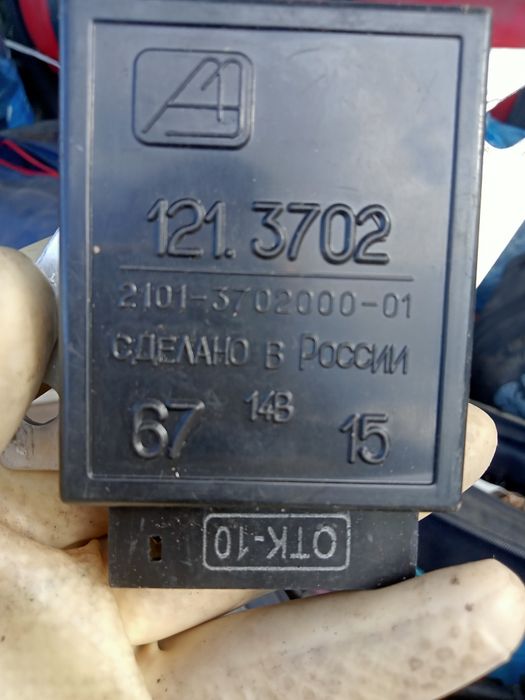 121.3702
2101-3702000-01
СДЕЛАНО В РОССИИ
67 14В 15
ОТК-10